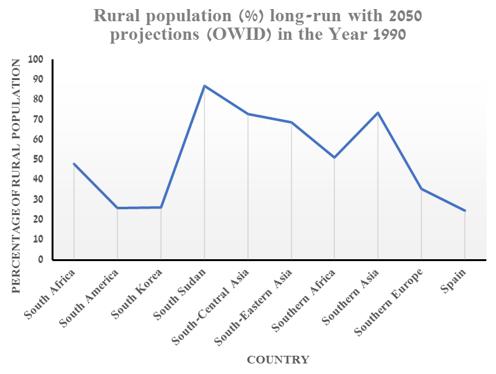 Rural population (%) long-run with 2050
projections (OWID) in the Year 1990
PERCENTAGE OF RURAL POPULATION
100
90
80
70
60
50
40
30
20
10
0
South Africa
South America
South Korea
South Sudan
South-Central Asia
South-Eastern Asia
Southern Africa
Southern Asia
Southern Europe
Spain
COUNTRY